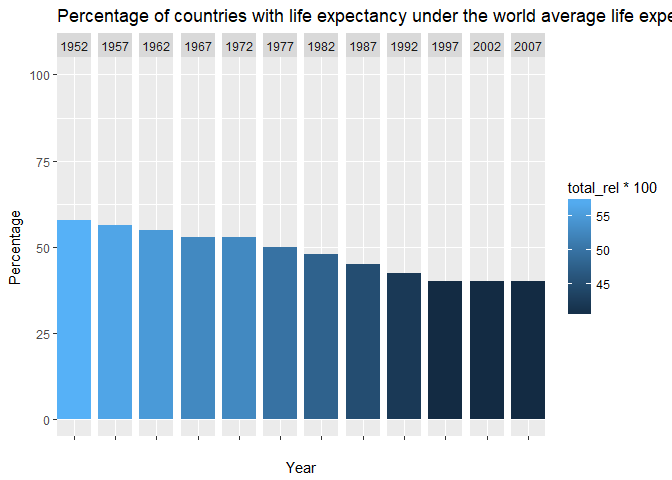 Percentage of countries with life expectancy under the world average life expe
1952 1957 1962 1967 1972 1977 1982 1987 1992 1997 2002 2007
100
75
50
25
0
Percentage
Year
total_rel * 100
55
50
45